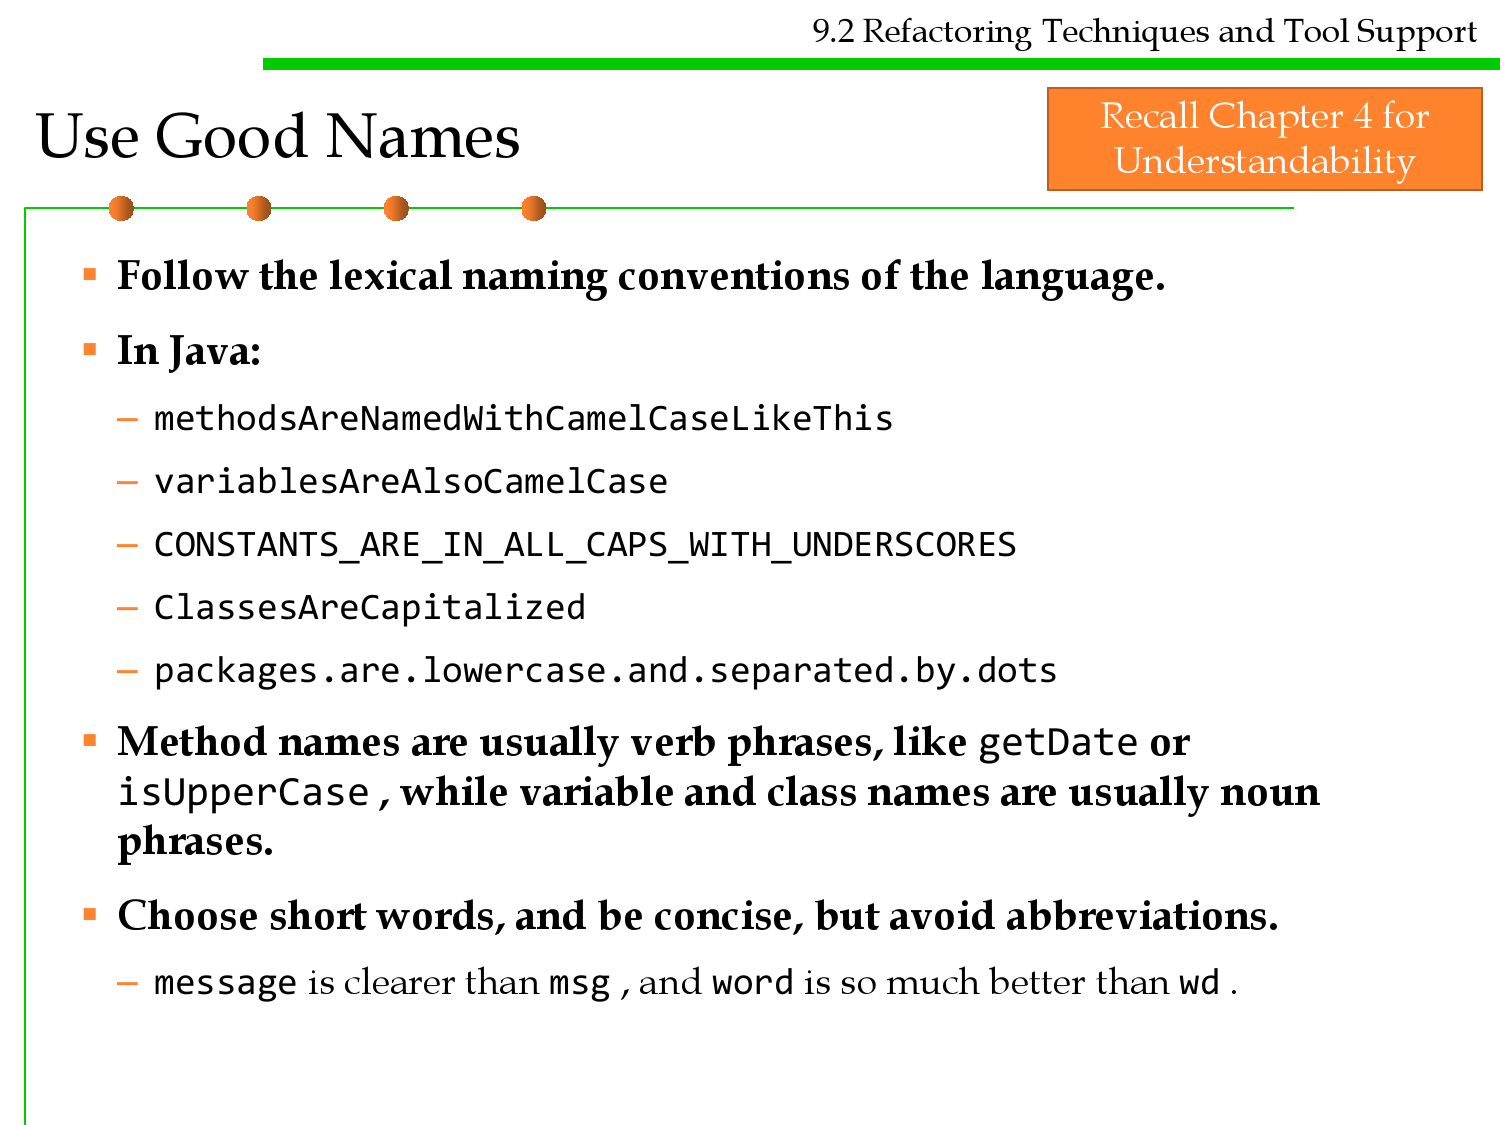 9.2 Refactoring Techniques and Tool Support
Use Good Names
Recall Chapter 4 for
Understandability
▪ Follow the lexical naming conventions of the language.
▪ In Java:
– methodsAreNamedWithCamelCaseLikeThis
– variablesAreAlsoCamelCase
– CONSTANTS_ARE_IN_ALL_CAPS_WITH_UNDERSCORES
– ClassesAreCapitalized
– packages.are.lowercase.and.separated.by.dots
▪ Method names are usually verb phrases, like getDate or
isUpperCase , while variable and class names are usually noun
phrases.
▪ Choose short words, and be concise, but avoid abbreviations.
– message is clearer than msg , and word is so much better than wd .